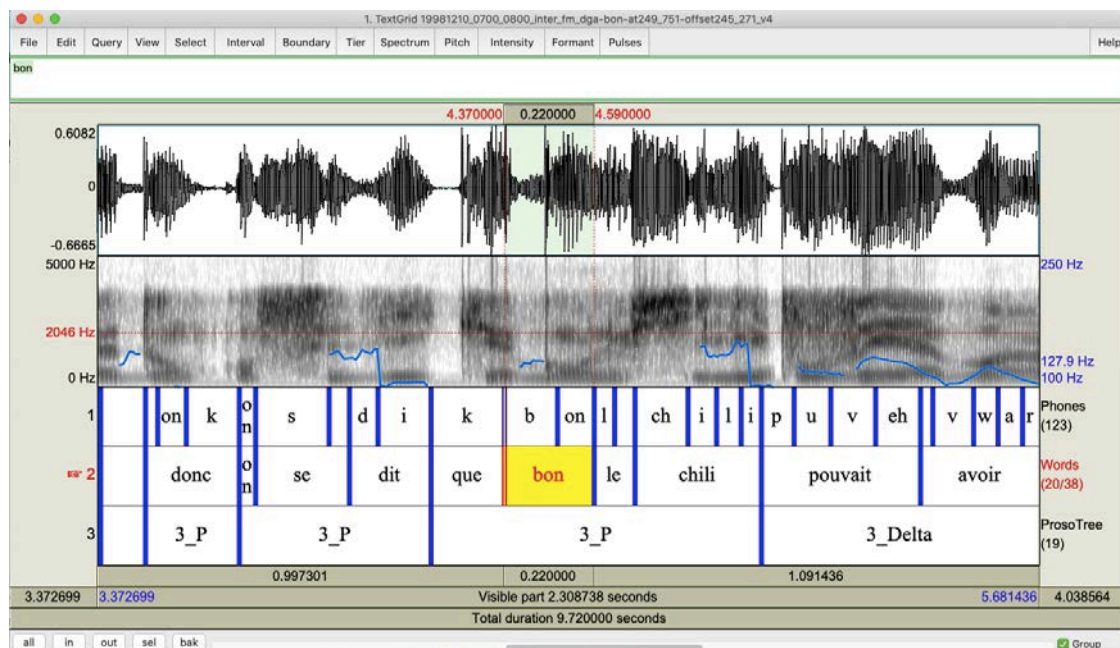 1. TextGrid 19981210_0700_0800_inter_fm_dga-bon-at249_751-offset245_271_v4
File Edit Query View Select Interval Boundary Tier Spectrum Pitch Intensity Formant Pulses Help
bon
4.370000 0.220000 4.590000
0.6082
0
-0.6665
5000 Hz 250 Hz
2046 Hz
127.9 Hz
0 Hz 100 Hz
1 on k on s d i k b on l ch i l i p u v eh v w a r Phones
(123)
2 donc on se dit que bon le chili pouvait avoir Words
(20/38)
3 3_P 3_P 3_P 3_Delta ProsoTree
(19)
0.997301 0.220000 1.091436
3.372699 3.372699 Visible part 2.308738 seconds 5.681436 4.038564
Total duration 9.720000 seconds
all in out sel bak Group